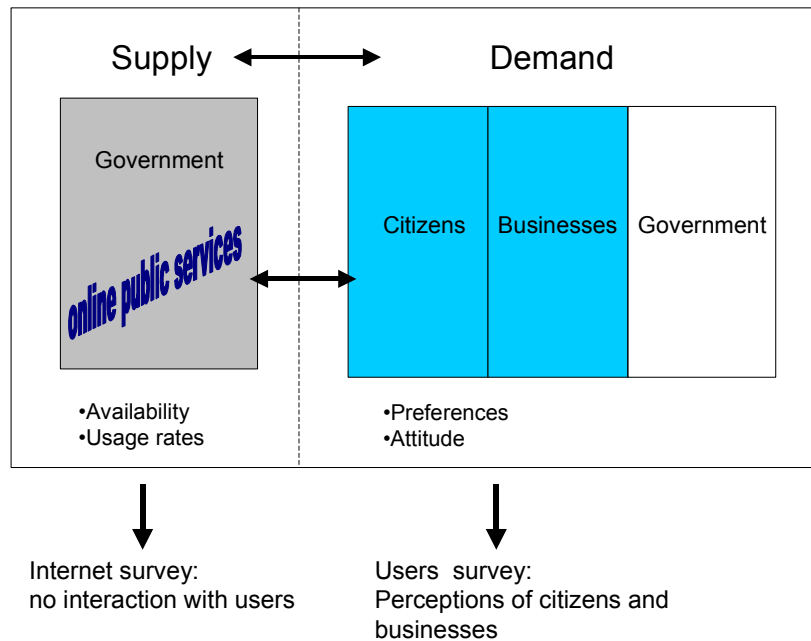 Supply
Demand
Government
online public services
Citizens
Businesses
Government
•Availability
•Usage rates
•Preferences
•Attitude
Internet survey:
no interaction with users
Users survey:
Perceptions of citizens and
businesses